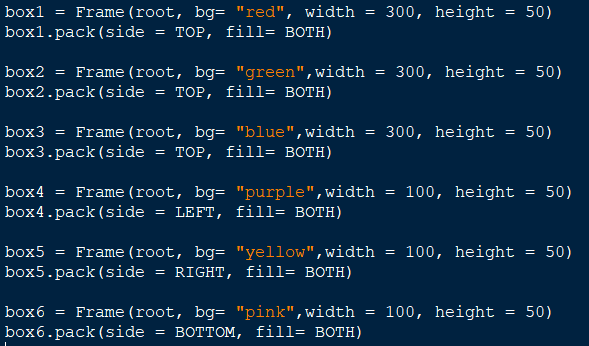 box1 = Frame(root, bg= "red", width = 300, height = 50)
box1.pack(side = TOP, fill= BOTH)
box2 = Frame(root, bg= "green",width = 300, height = 50)
box2.pack(side = TOP, fill= BOTH)
box3 = Frame(root, bg= "blue",width = 300, height = 50)
box3.pack(side = TOP, fill= BOTH)
box4 = Frame(root, bg= "purple",width = 100, height = 50)
box4.pack(side = LEFT, fill= BOTH)
box5 = Frame(root, bg= "yellow",width = 100, height = 50)
box5.pack(side = RIGHT, fill= BOTH)
box6 = Frame(root, bg= "pink",width = 100, height = 50)
box6.pack(side = BOTTOM, fill= BOTH)